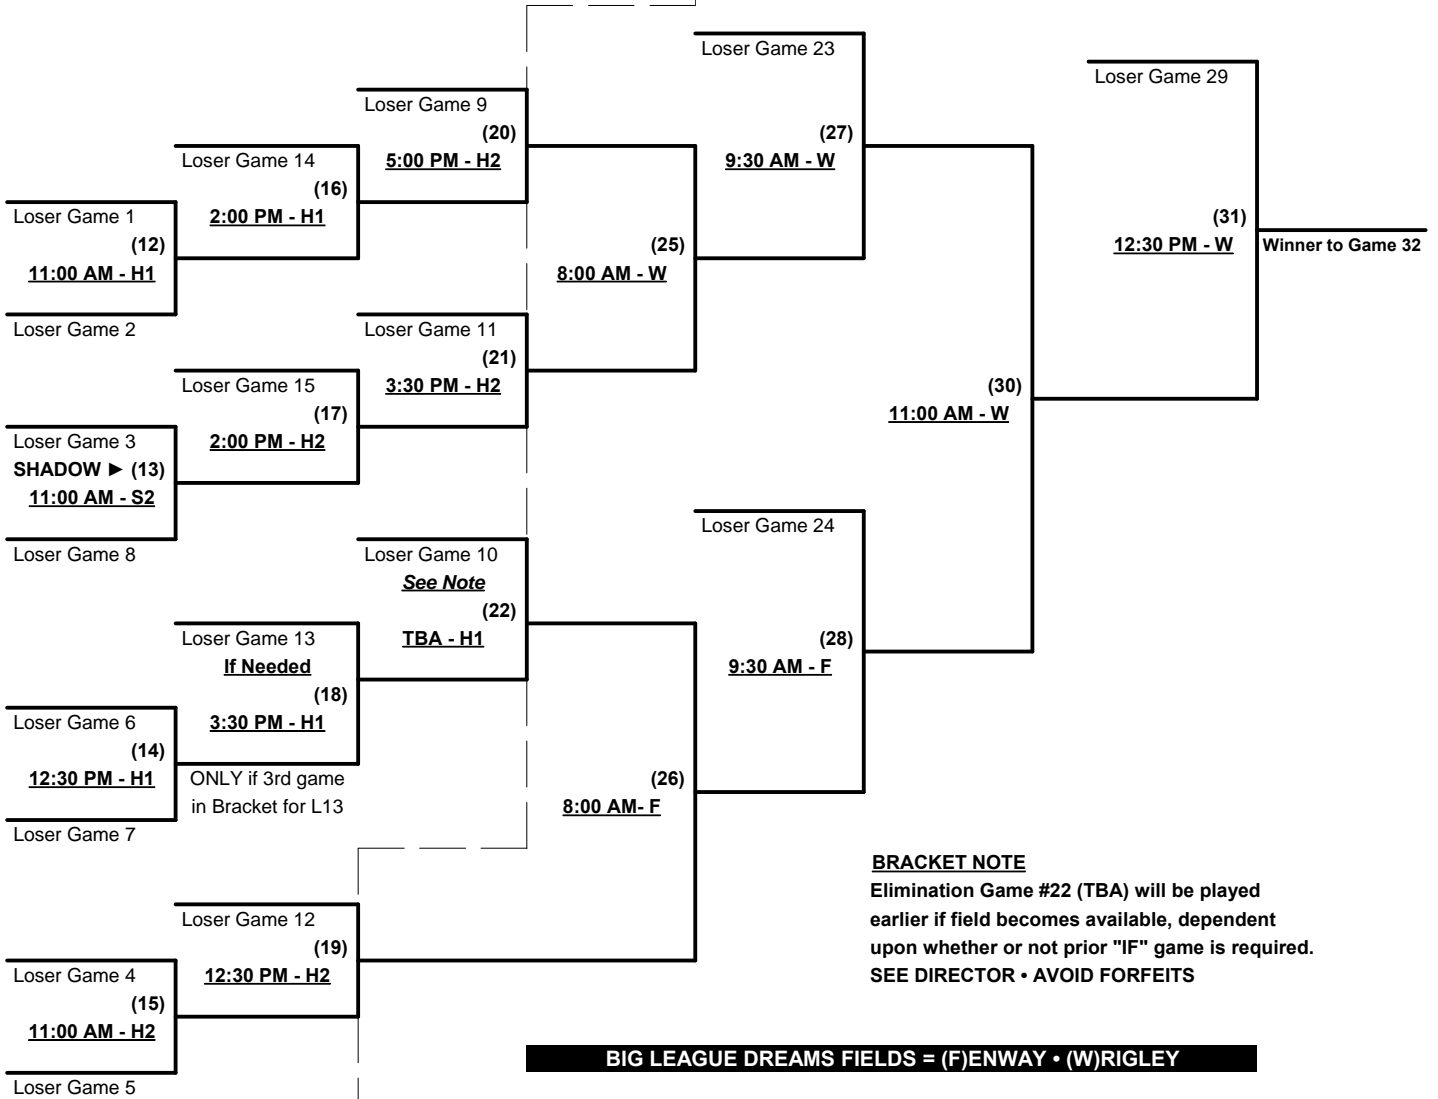 Loser Game 23
Loser Game 29
Loser Game 9
(20)
5:00 PM - H2
(27)
9:30 AM - W
Loser Game 14
(16)
2:00 PM - H1
Loser Game 1
(12)
11:00 AM - H1
Loser Game 2
(25)
8:00 AM - W
(31)
12:30 PM - W
Winner to Game 32
Loser Game 11
(21)
3:30 PM - H2
Loser Game 15
(17)
2:00 PM - H2
(30)
11:00 AM - W
Loser Game 3
SHADOW ► (13)
11:00 AM - S2
Loser Game 8
Loser Game 24
Loser Game 10
See Note
(22)
TBA - H1
Loser Game 13
If Needed
(18)
3:30 PM - H1
(28)
9:30 AM - F
Loser Game 6
(14)
12:30 PM - H1
Loser Game 7
ONLY if 3rd game
in Bracket for L13
(26)
8:00 AM- F
BRACKET NOTE
Elimination Game #22 (TBA) will be played
earlier if field becomes available, dependent
upon whether or not prior "IF" game is required.
SEE DIRECTOR • AVOID FORFEITS
Loser Game 12
(19)
12:30 PM - H2
Loser Game 4
(15)
11:00 AM - H2
Loser Game 5
BIG LEAGUE DREAMS FIELDS = (F)ENWAY • (W)RIGLEY